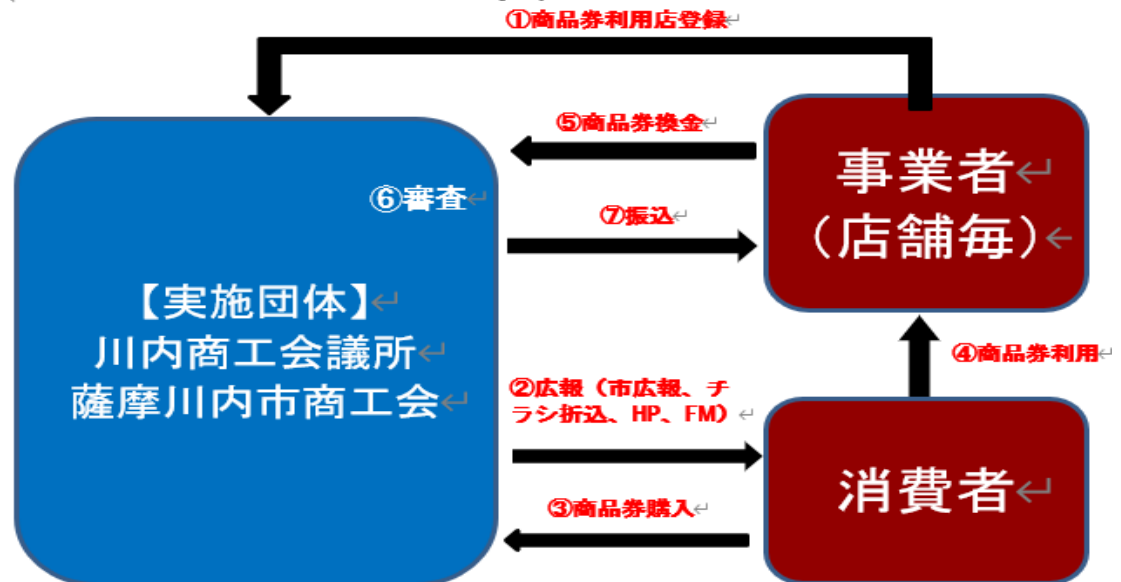 ①商品券利用店登録
⑤商品券換金
⑥審査
⑦振込
事業者
（店舗毎）
【実施団体】
川内商工会議所
薩摩川内市商工会
④商品券利用
②広報（市広報、チ
ラシ折込、HP、FM）
③商品券購入
消費者